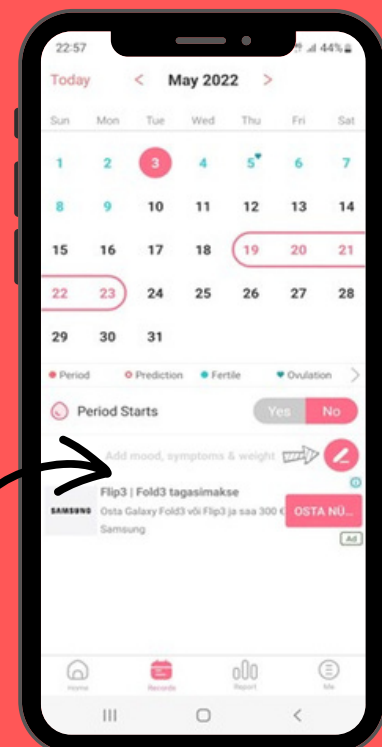 22:57
44%
Today < May 2022 >
Sun Mon Tue Wed Thu Fri Sat
1 2 3 4 5 6 7
8 9 10 11 12 13 14
15 16 17 18 19 20 21
22 23 24 25 26 27 28
29 30 31
Period Prediction Fertile Ovulation >
Period Starts Yes No
Add mood, symptoms & weight
Flip3 | Fold3 tagasimakse
SAMSUNG Osta Galaxy Fold3 või Flip3 ja saa 300 € OSTA NÜ...
Samsung
Ad
Home Records Report Me